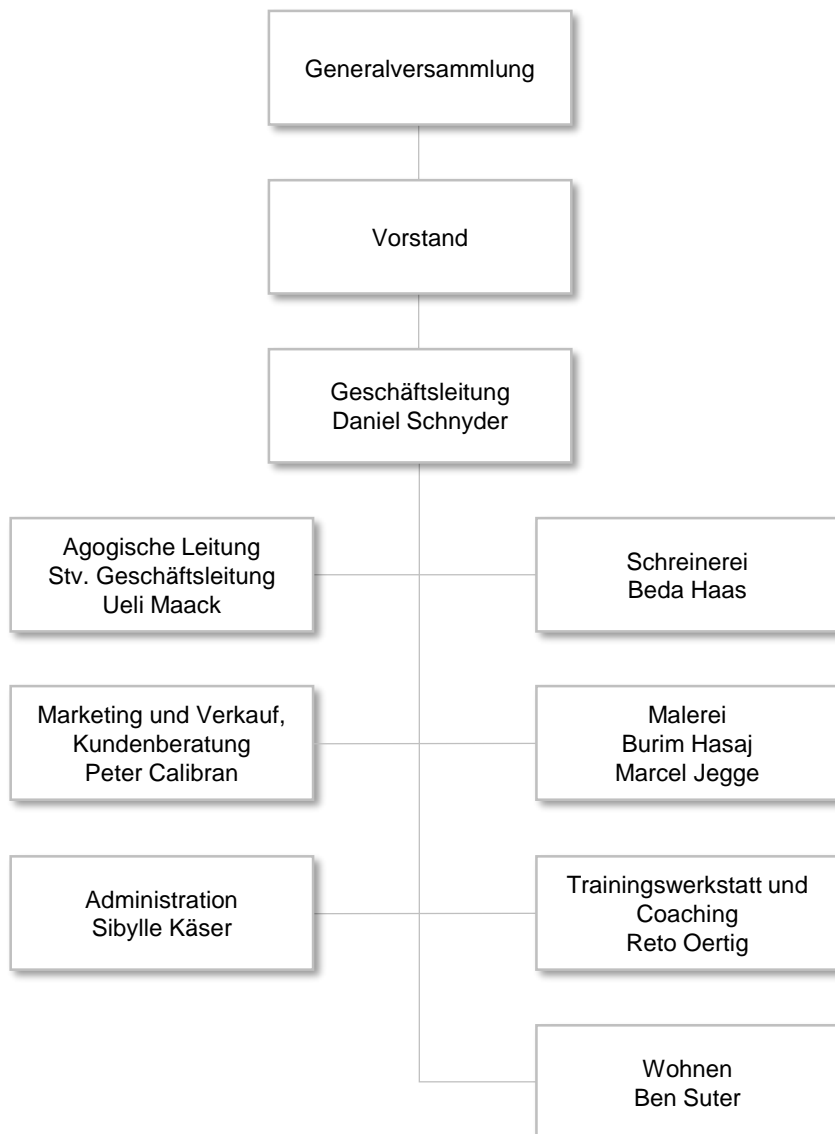 Generalversammlung
Vorstand
Geschäftsleitung
Daniel Schnyder
Agogische Leitung
Stv. Geschäftsleitung
Ueli Maack
Schreinerei
Beda Haas
Marketing und Verkauf,
Kundenberatung
Peter Calibran
Malerei
Burim Hasaj
Marcel Jegge
Administration
Sibylle Käser
Trainingswerkstatt und
Coaching
Reto Oertig
Wohnen
Ben Suter